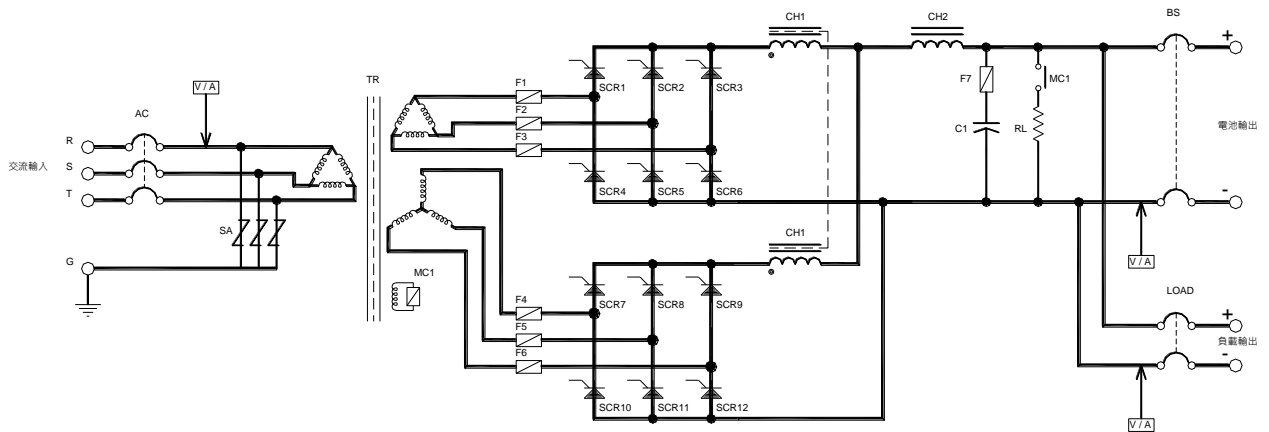 CH1
CH2
BS
+
TR
SCR1
SCR2
SCR3
F1
F2
F3
F7
MC1
V / A
AC
C1
RL
電池輸出
R
交流輸入
S
T
SCR4
SCR5
SCR6
-
SA
CH1
V / A
G
MC1
SCR7
SCR8
SCR9
LOAD
F4
F5
F6
+
負載輸出
-
SCR10
SCR11
SCR12
V / A